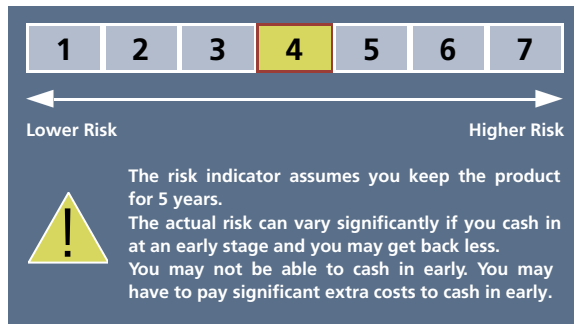 1 2 3 4 5 6 7
Lower Risk Higher Risk
The risk indicator assumes you keep the product
for 5 years.
The actual risk can vary significantly if you cash in
at an early stage and you may get back less.
You may not be able to cash in early. You may
have to pay significant extra costs to cash in early.
!